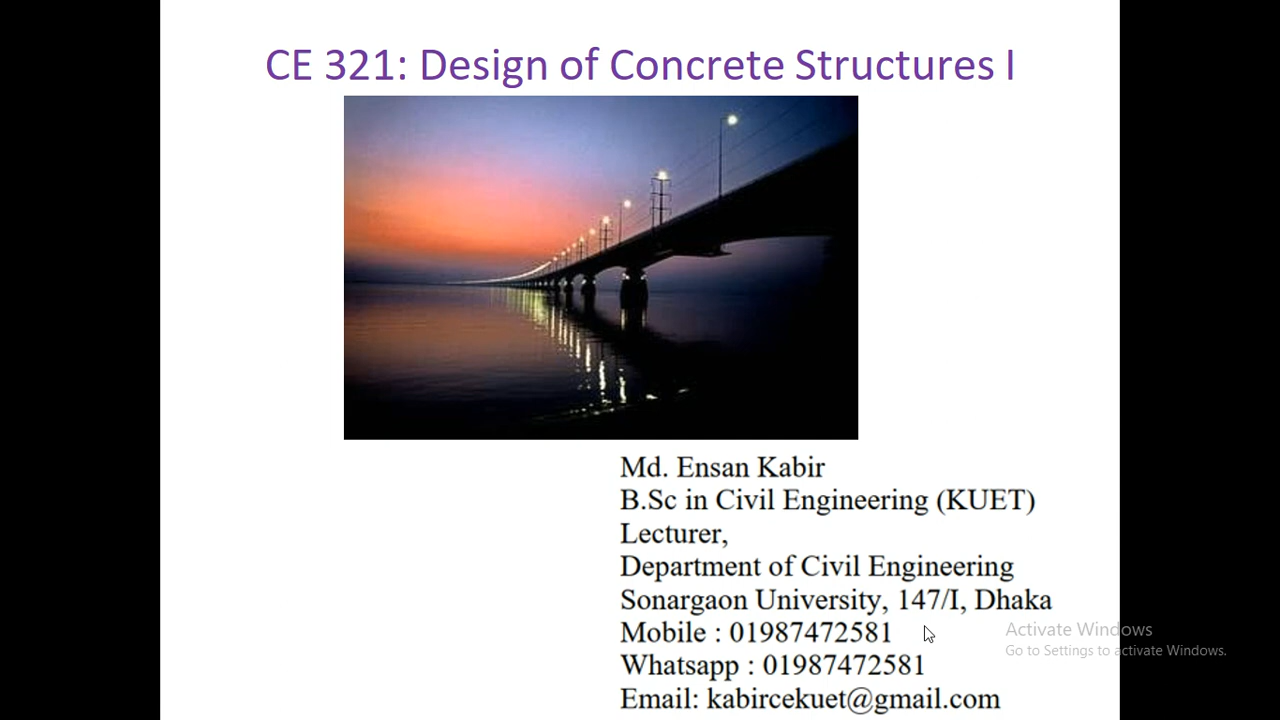 CE 321: Design of Concrete Structures I
Md. Ensan Kabir
B.Sc in Civil Engineering (KUET)
Lecturer,
Department of Civil Engineering
Sonargaon University, 147/I, Dhaka
Mobile : 01987472581
Whatsapp : 01987472581
Email: kabircekuet@gmail.com
Activate Windows
Go to Settings to activate Windows.